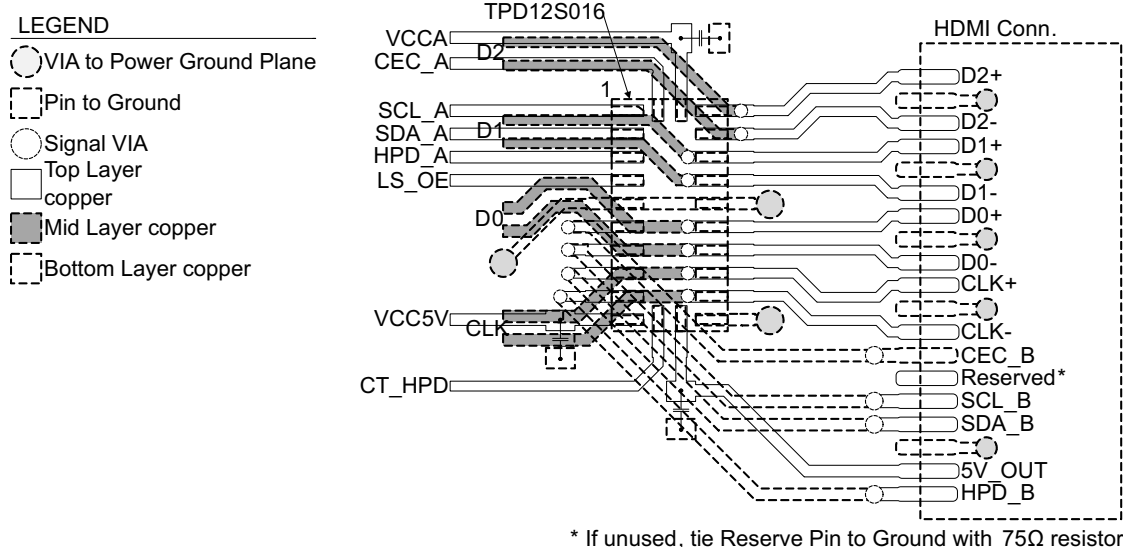 TPD12S016
LEGEND
VIA to Power Ground Plane
Pin to Ground
Signal VIA
Top Layer
copper
Mid Layer copper
Bottom Layer copper
VCCA
D2
CEC_A
1
SCL_A
SDA_A
D1
HPD_A
LS_OE
D0
VCC5V
CLK
CT_HPD
HDMI Conn.
D2+
D2-
D1+
D1-
D0+
D0-
CLK+
CLK-
CEC_B
Reserved*
SCL_B
SDA_B
5V_OUT
HPD_B
* If unused, tie Reserve Pin to Ground with 75Ω resistor